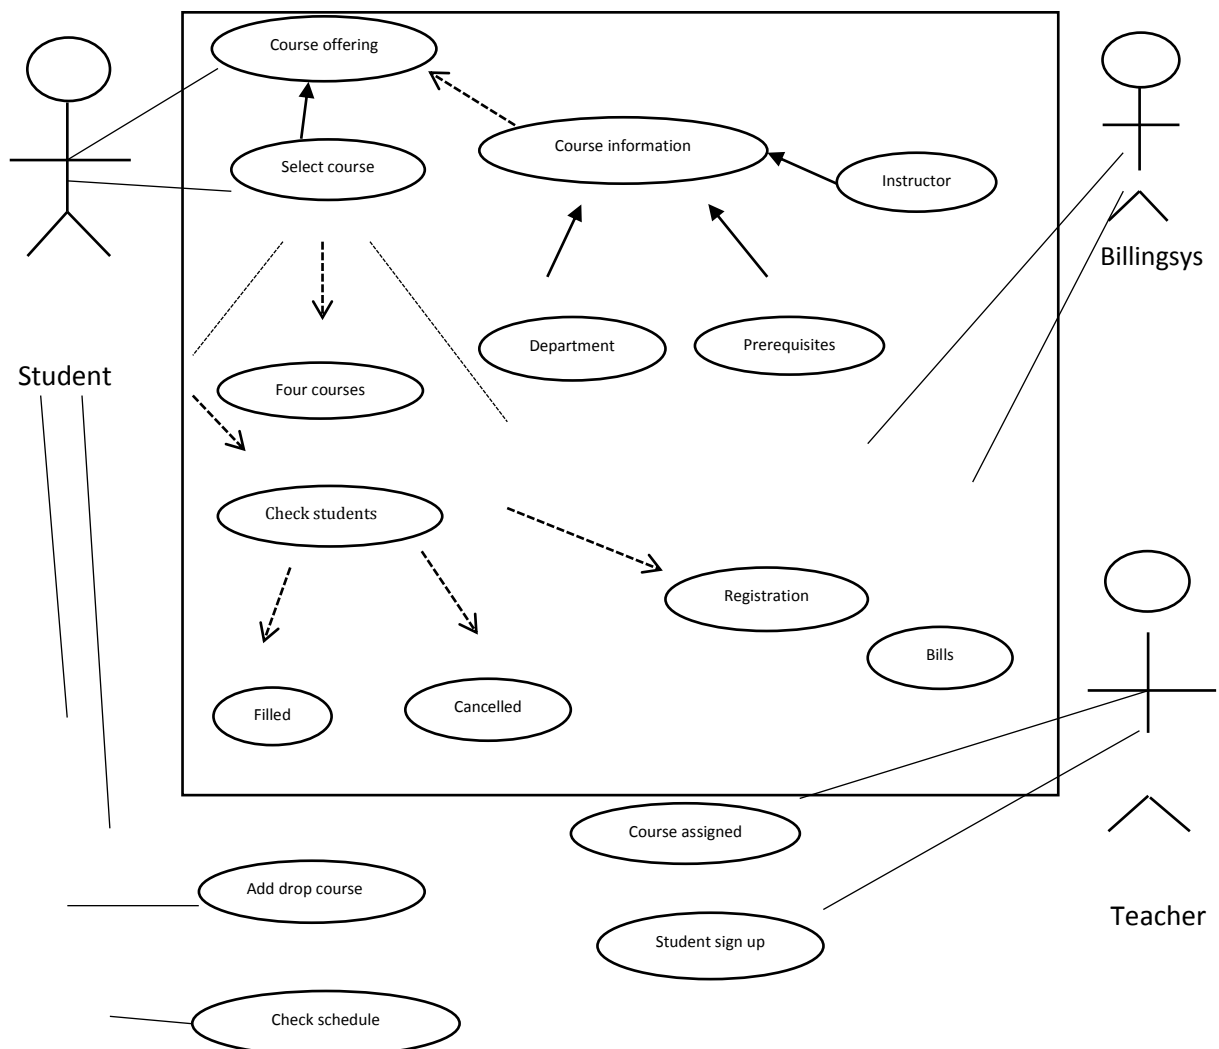 Course offering
Course information
Select course
Instructor
Billingsys
Department
Prerequisites
Student
Four courses
Check students
Registration
Bills
Filled
Cancelled
Course assigned
Add drop course
Teacher
Student sign up
Check schedule